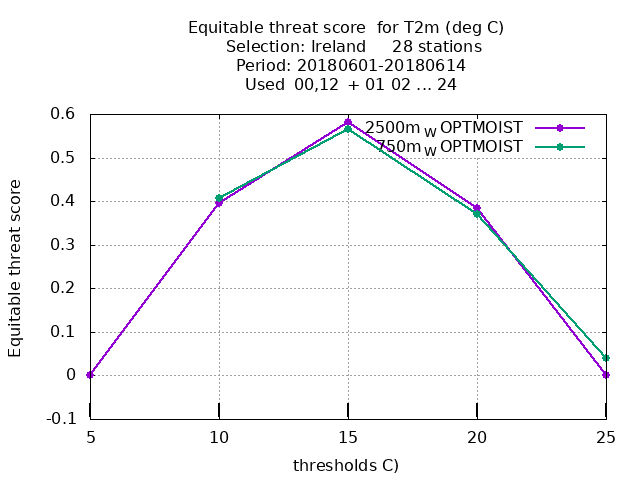 Equitable threat score  for T2m (deg C)
Selection: Ireland     28 stations
Period: 20180601-20180614
Used  00,12  + 01 02 ... 24
2500m W OPTMOIST
750m W OPTMOIST
0.6
0.5
0.4
0.3
0.2
0.1
0
-0.1
Equitable threat score
5 10 15 20 25
thresholds C)